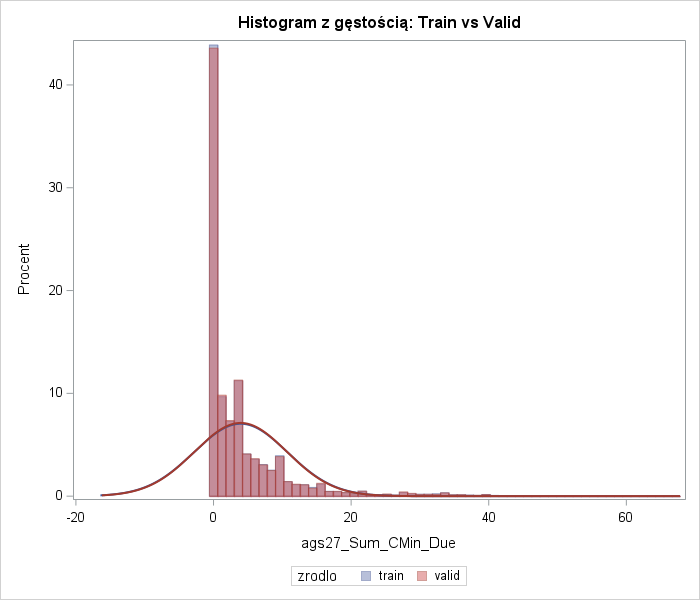 Histogram z gęstością: Train vs Valid
Procent
40
30
20
10
0
-20
0
20
40
60
ags27_Sum_CMin_Due
zrodlo train valid